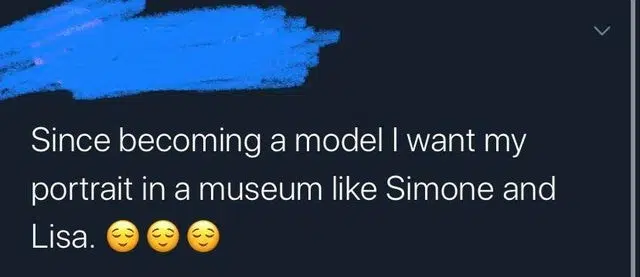 Since becoming a model I want my
portrait in a museum like Simone and
Lisa. 😌😌😌